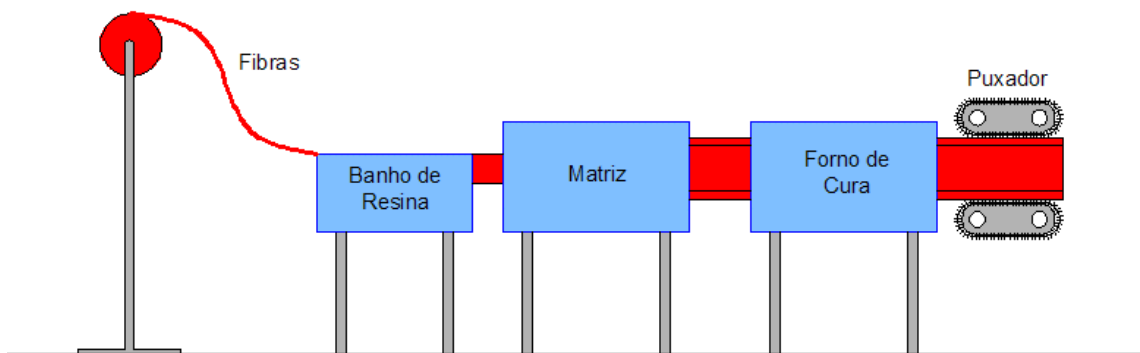 Fibras
Puxador
Banho de
Resina
Matriz
Forno de
Cura